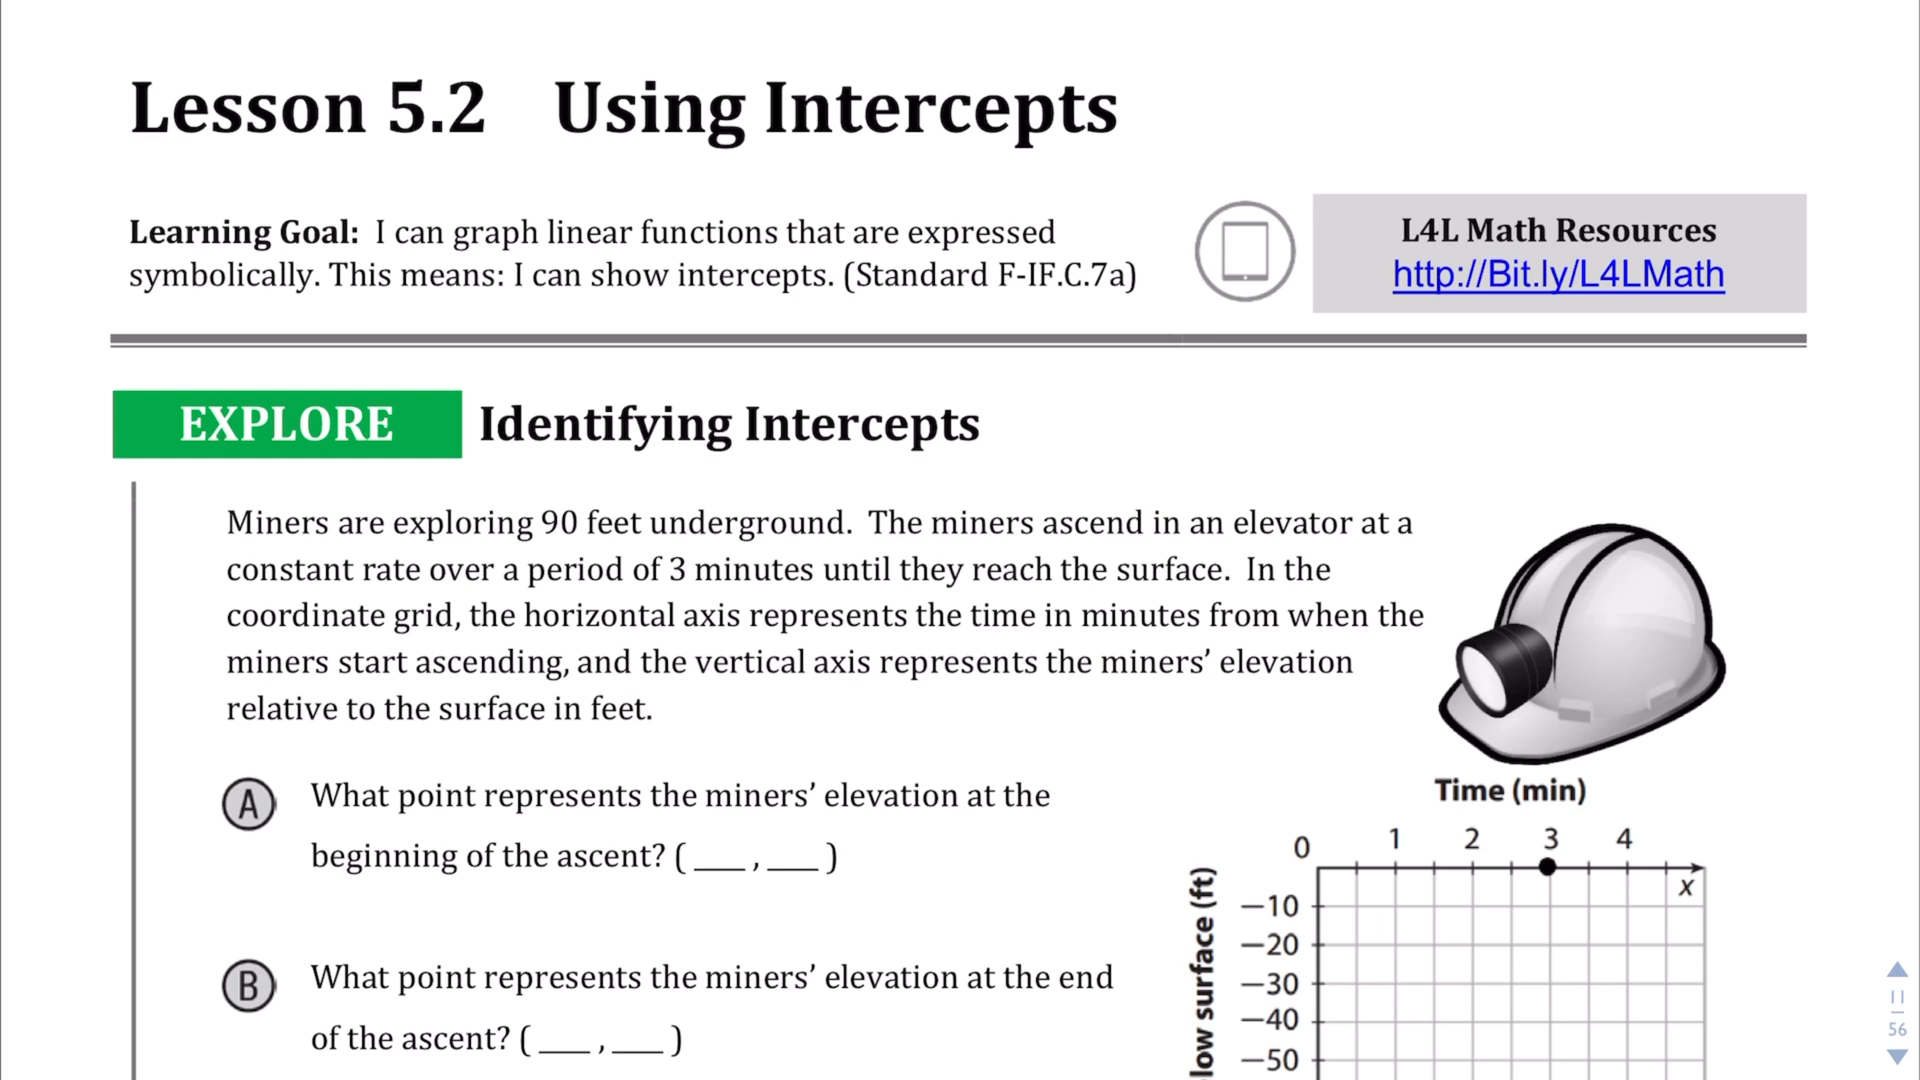 Lesson 5.2 Using Intercepts
Learning Goal: I can graph linear functions that are expressed
symbolically. This means: I can show intercepts. (Standard F-IF.C.7a)
L4L Math Resources
http://Bit.ly/L4LMath
EXPLORE Identifying Intercepts
Miners are exploring 90 feet underground. The miners ascend in an elevator at a
constant rate over a period of 3 minutes until they reach the surface. In the
coordinate grid, the horizontal axis represents the time in minutes from when the
miners start ascending, and the vertical axis represents the miners’ elevation
relative to the surface in feet.
A What point represents the miners’ elevation at the
beginning of the ascent? ( ___ , ___ )
B What point represents the miners’ elevation at the end
of the ascent? ( ___ , ___ )
Time (min)
0 1 2 3 4
x
−10
−20
−30
−40
−50
surface (ft)
11
56